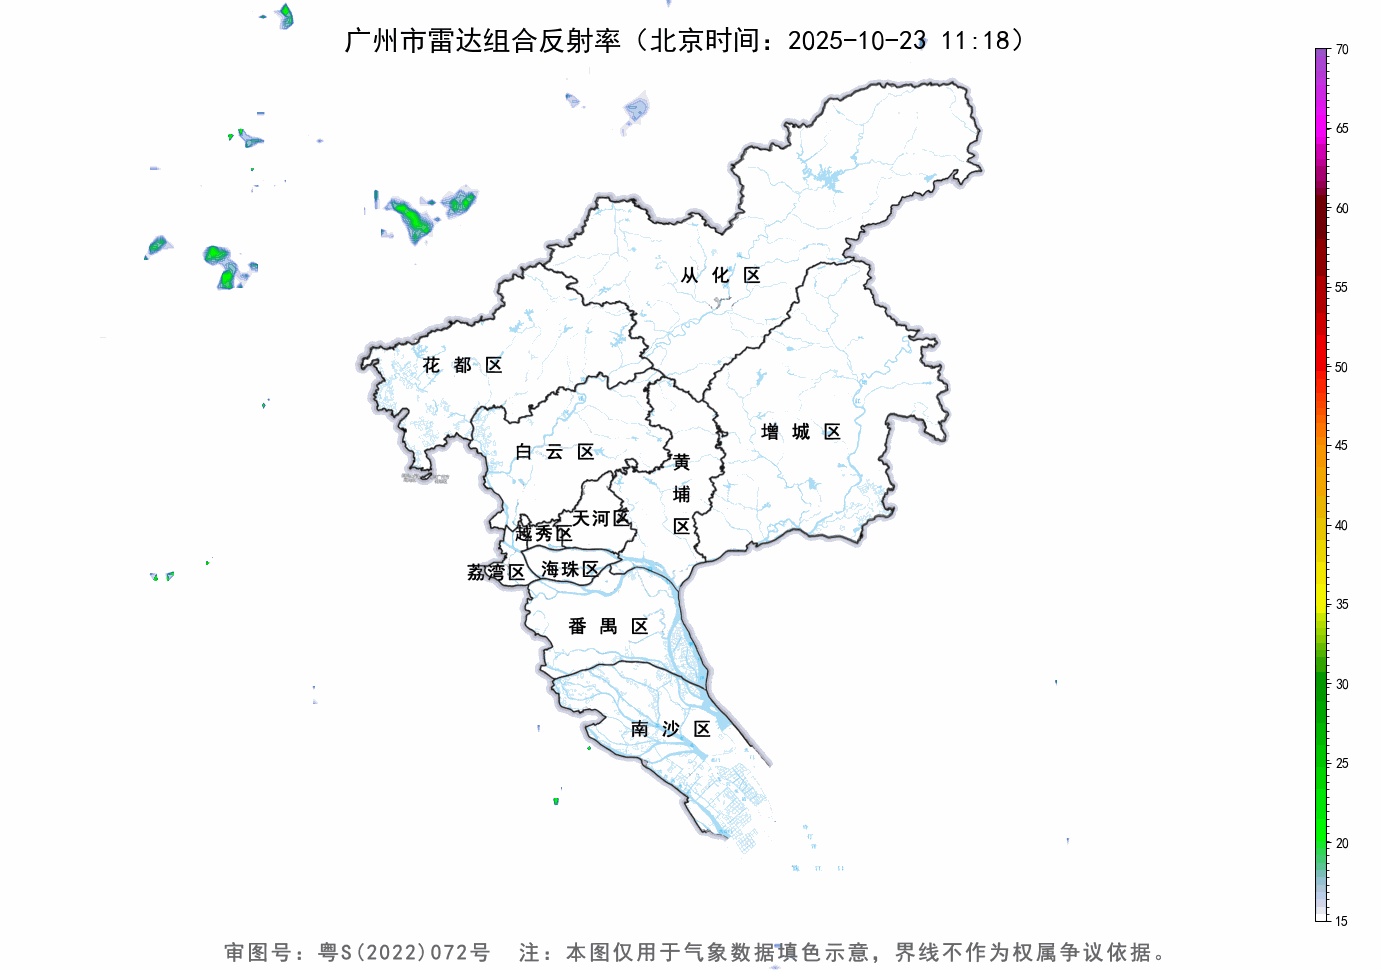 广州市雷达组合反射率（北京时间：2025-10-23 11:18）
70
65
60
55
50
45
40
35
30
25
20
15
从化区
花都区
增城区
白云区
黄埔区
天河区
越秀区
海珠区
荔湾区
番禺区
南沙区
审图号：粤S(2022)072号 注：本图仅用于气象数据填色示意，界线不作为权属争议依据。